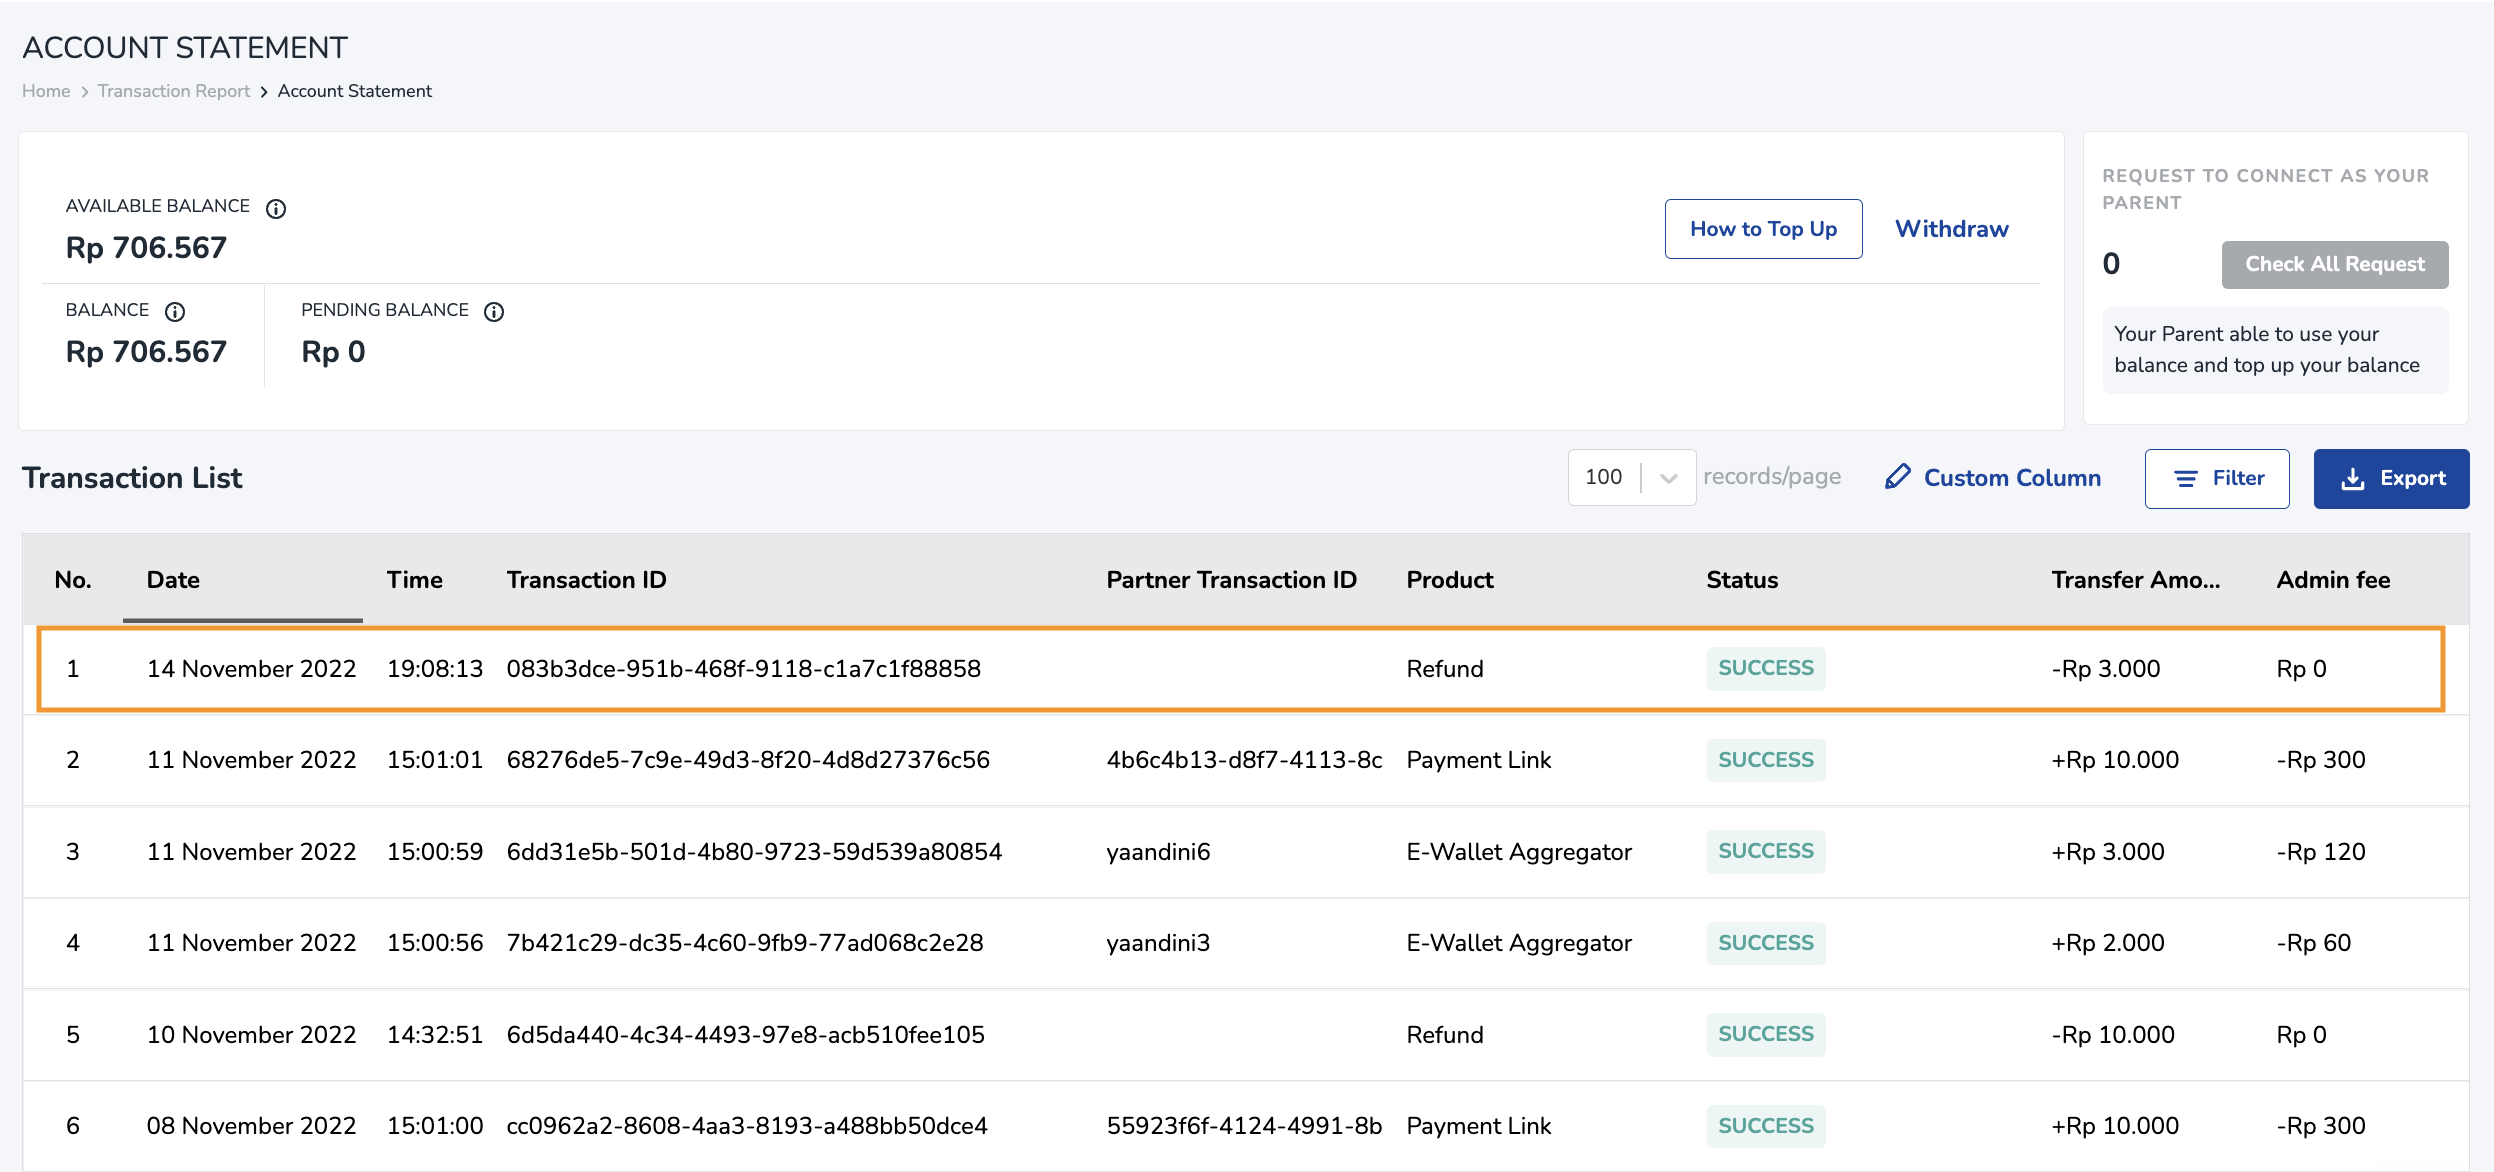 ACCOUNT STATEMENT
Home > Transaction Report > Account Statement
AVAILABLE BALANCE
Rp 706.567
How to Top Up Withdraw
BALANCE PENDING BALANCE
Rp 706.567 Rp 0
REQUEST TO CONNECT AS YOUR
PARENT
0 Check All Request
Your Parent able to use your
balance and top up your balance
Transaction List 100 records/page Custom Column Filter Export
No. Date Time Transaction ID Partner Transaction ID Product Status Transfer Amo... Admin fee
1 14 November 2022 19:08:13 083b3dce-951b-468f-9118-c1a7c1f88858 Refund SUCCESS -Rp 3.000 Rp 0
2 11 November 2022 15:01:01 68276de5-7c9e-49d3-8f20-4d8d27376c56 4b6c4b13-d8f7-4113-8c Payment Link SUCCESS +Rp 10.000 -Rp 300
3 11 November 2022 15:00:59 6dd31e5b-501d-4b80-9723-59d539a80854 yaandini6 E-Wallet Aggregator SUCCESS +Rp 3.000 -Rp 120
4 11 November 2022 15:00:56 7b421c29-dc35-4c60-9fb9-77ad068c2e28 yaandini3 E-Wallet Aggregator SUCCESS +Rp 2.000 -Rp 60
5 10 November 2022 14:32:51 6d5da440-4c34-4493-97e8-acb510fee105 Refund SUCCESS -Rp 10.000 Rp 0
6 08 November 2022 15:01:00 cc0962a2-8608-4aa3-8193-a488bb50dce4 55923f6f-4124-4991-8b Payment Link SUCCESS +Rp 10.000 -Rp 300